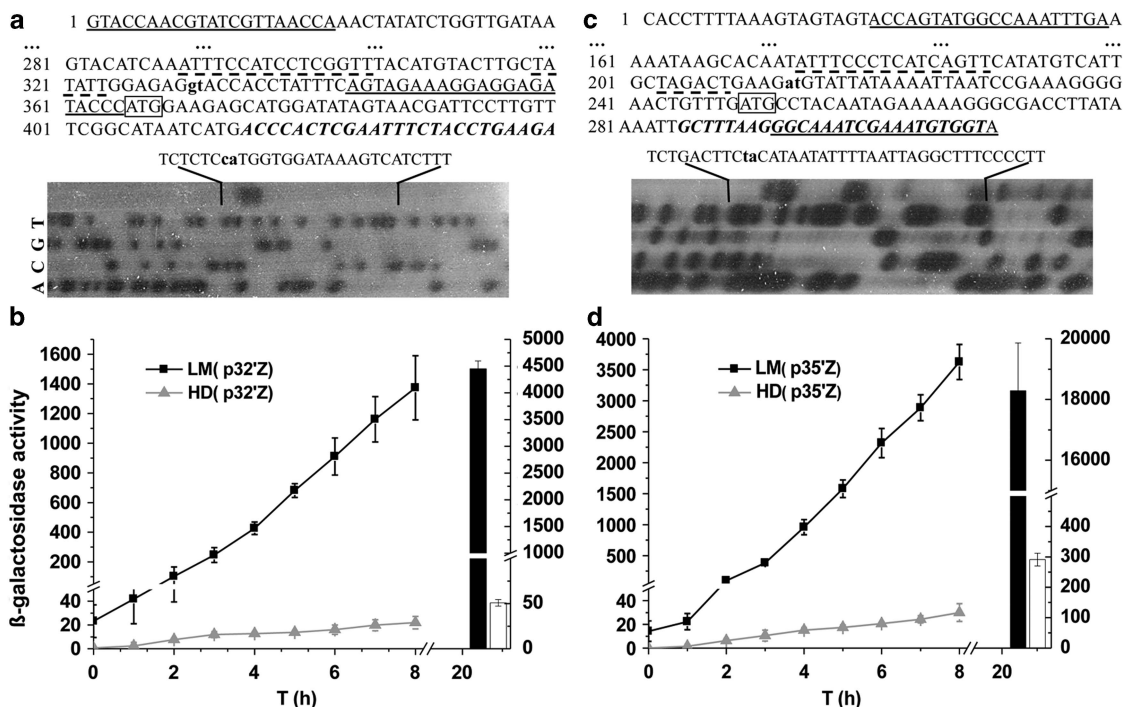 a
1 GTACCAACGTATCGTTAACCAAACTATATCTGGTTGATAA
... ... ... ...
281 GTACATCAAATTTCCATCCTCGGTTTACATGTACTTGCTA
321 TATTGGAGAGgtACCACCTATTTCAGTAGAAAGGAGGAGA
361 TACCCATGGAAGAGCATGGATATAGTAACGATTCCTTGTT
401 TCGGCATAATCATGACCCACTCGAATTTCTACCTGAAGA
TCTCTCcaTGGTGGATAAAGTCATCTTT
A C G T
b
ß-galactosidase activity
1600
1400
1200
1000
800
600
400
200
40
20
0
LM( p32'Z)
HD( p32'Z)
5000
4500
4000
3500
3000
2500
2000
1500
1000
50
0
0 2 4 6 8 20
T (h)
c
1 CACCTTTTAAAGTAGTAGTACCAGTATGGCCAAATTTGAA
... ... ... ...
161 AAATAAGCACAATATTTCCCTCATCAGTTCATATGTCATT
201 GCTAGACTGAAGatGTATTATAAAATTAATCCGAAAGGGG
241 AACTGTTTGATGCCTACAATAGAAAAAGGGCGACCTTATA
281 AAATTGCTTTAAGGGCAAATCGAAATGTGGTA
TCTGACTTCtaCATAATATTTTAATTAGGCTTTCCCCTT
d
4000
3500
3000
2500
2000
1500
1000
500
40
20
0
LM( p35'Z)
HD( p35'Z)
20000
18000
16000
400
300
200
100
0
0 2 4 6 8 20
T (h)